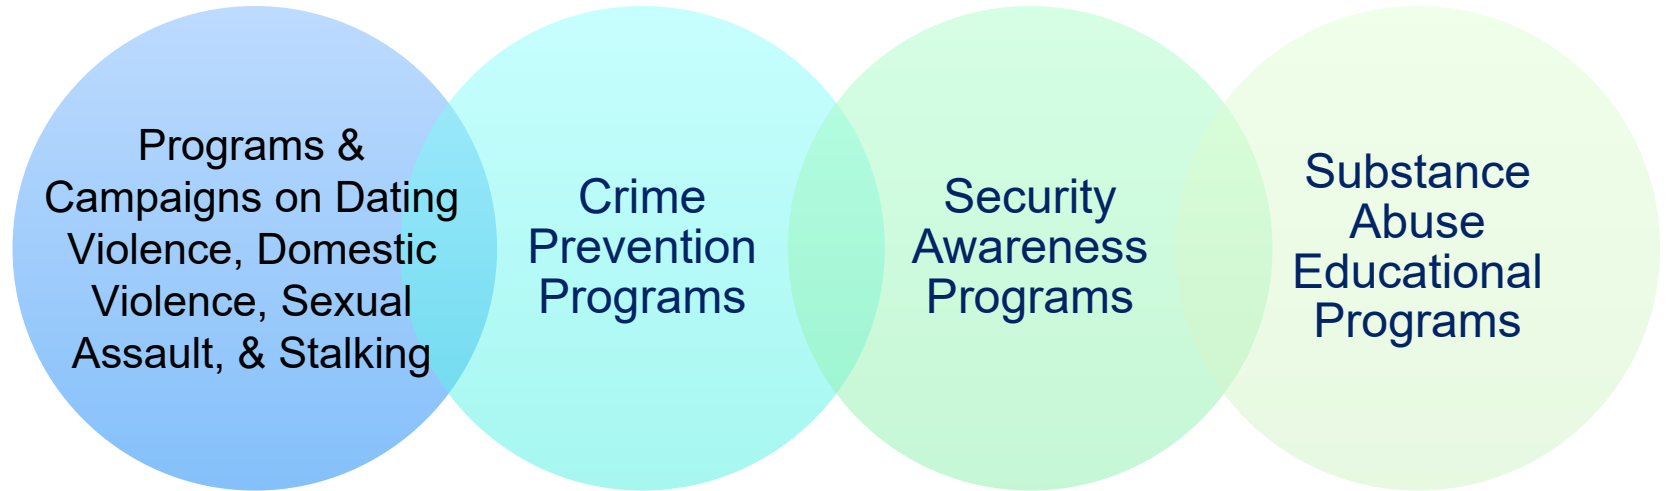 Programs &
Campaigns on Dating
Violence, Domestic
Violence, Sexual
Assault, & Stalking
Crime
Prevention
Programs
Security
Awareness
Programs
Substance
Abuse
Educational
Programs